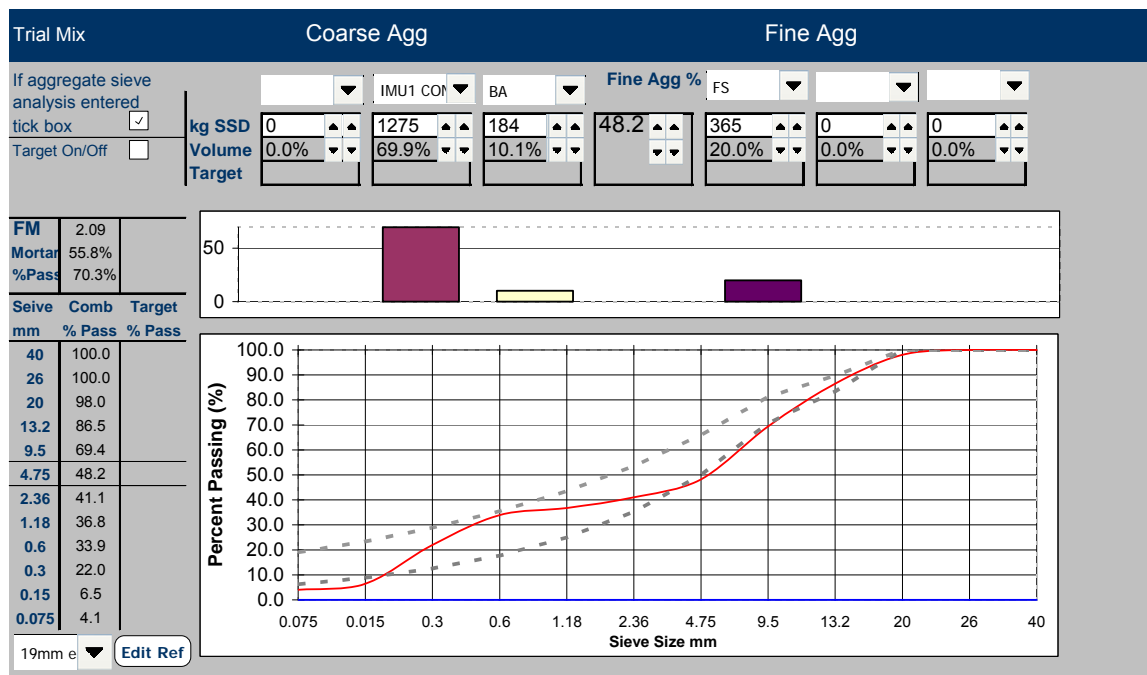 Trial Mix Coarse Agg Fine Agg
If aggregate sieve
analysis entered
tick box
Target On/Off
IMU1 CON BA Fine Agg % FS
kg SSD 0 1275 184 48.2 365 0 0
Volume 0.0% 69.9% 10.1% 20.0% 0.0% 0.0%
Target
FM 2.09
Mortar 55.8%
%Pass 70.3%
50
0
Seive Comb Target
mm % Pass % Pass
40 100.0
26 100.0
20 98.0
13.2 86.5
9.5 69.4
4.75 48.2
2.36 41.1
1.18 36.8
0.6 33.9
0.3 22.0
0.15 6.5
0.075 4.1
19mm e Edit Ref
Percent Passing (%)
100.0
90.0
80.0
70.0
60.0
50.0
40.0
30.0
20.0
10.0
0.0
0.075 0.015 0.3 0.6 1.18 2.36 4.75 9.5 13.2 20 26 40
Sieve Size mm